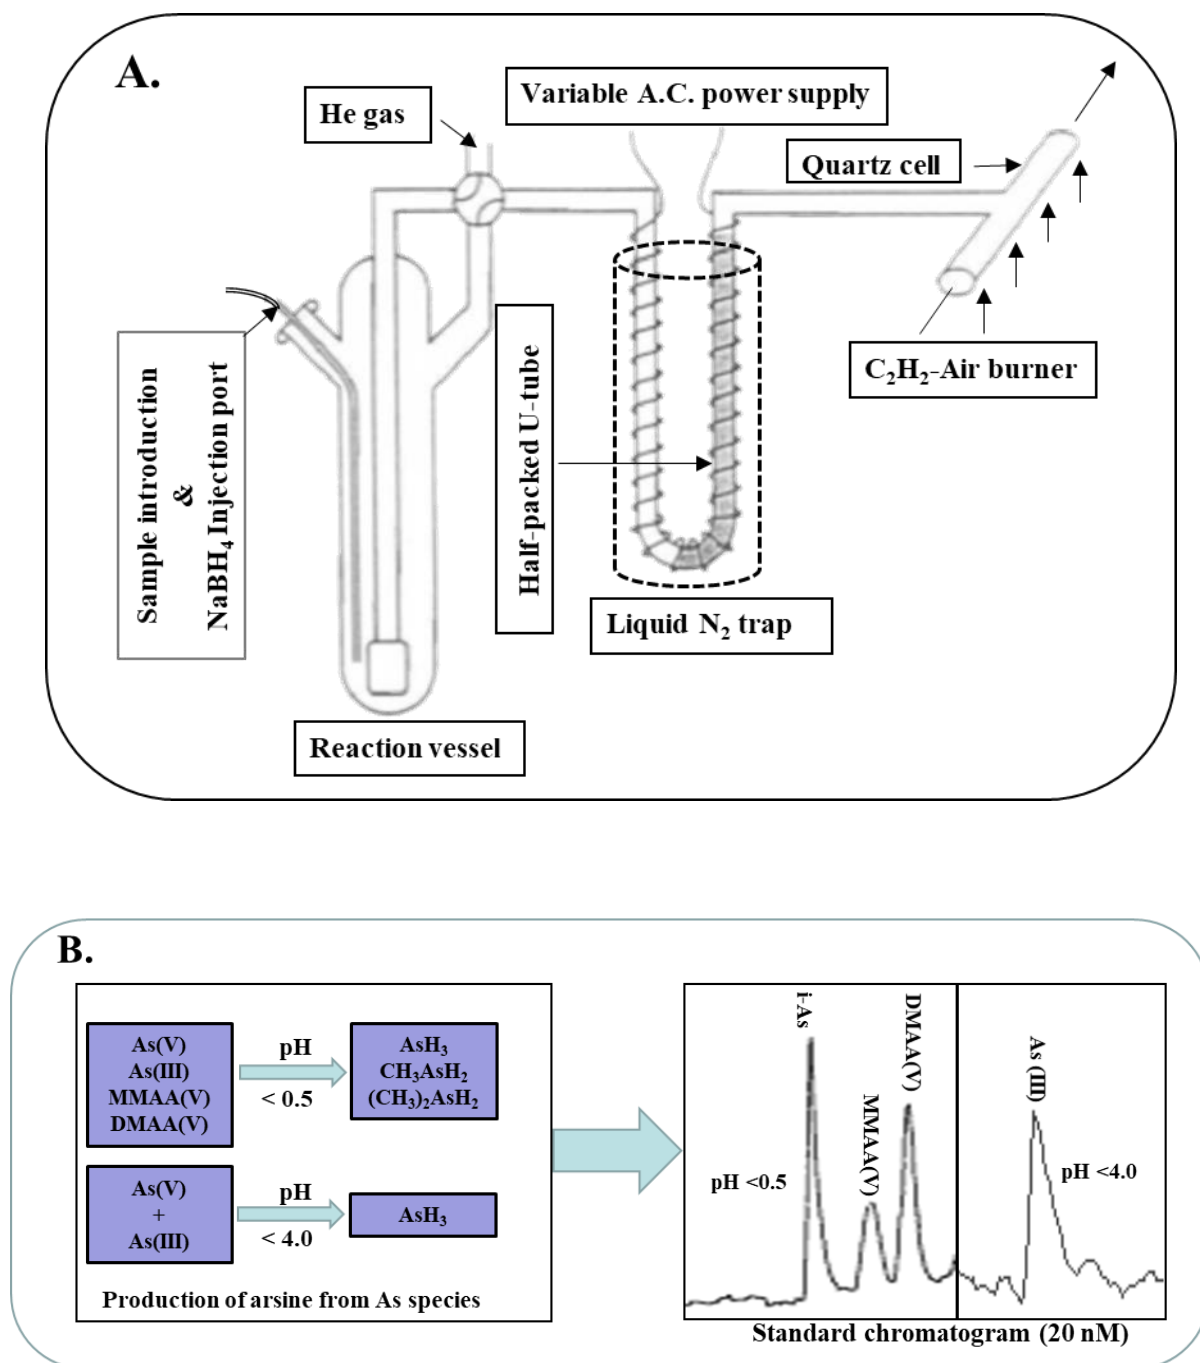 A.
He gas
Variable A.C. power supply
Quartz cell
C₂H₂-Air burner
Sample introduction
&
NaBH₄ Injection port
Half-packed U-tube
Liquid N₂ trap
Reaction vessel
B.
As(V)
As(III)
MMAA(V)
DMAA(V)
pH
< 0.5
AsH₃
CH₃AsH₂
(CH₃)₂AsH₂
As(V)
+
As(III)
pH
< 4.0
AsH₃
Production of arsine from As species
i-As
MMAA(V)
DMAA(V)
pH <0.5
As (III)
pH <4.0
Standard chromatogram (20 nM)